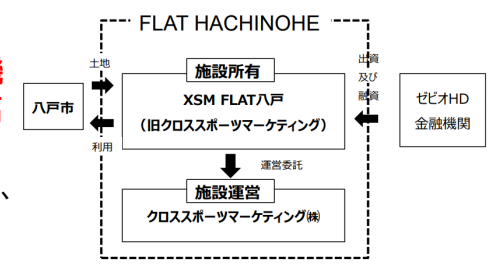 FLAT HACHINOHE
土地
八戸市
利用
施設所有
XSM FLAT八戸
（旧クロススポーツマーケティング）
出資
及び
融資
ゼビオHD
金融機関
運営委託
施設運営
クロススポーツマーケティング㈱
、